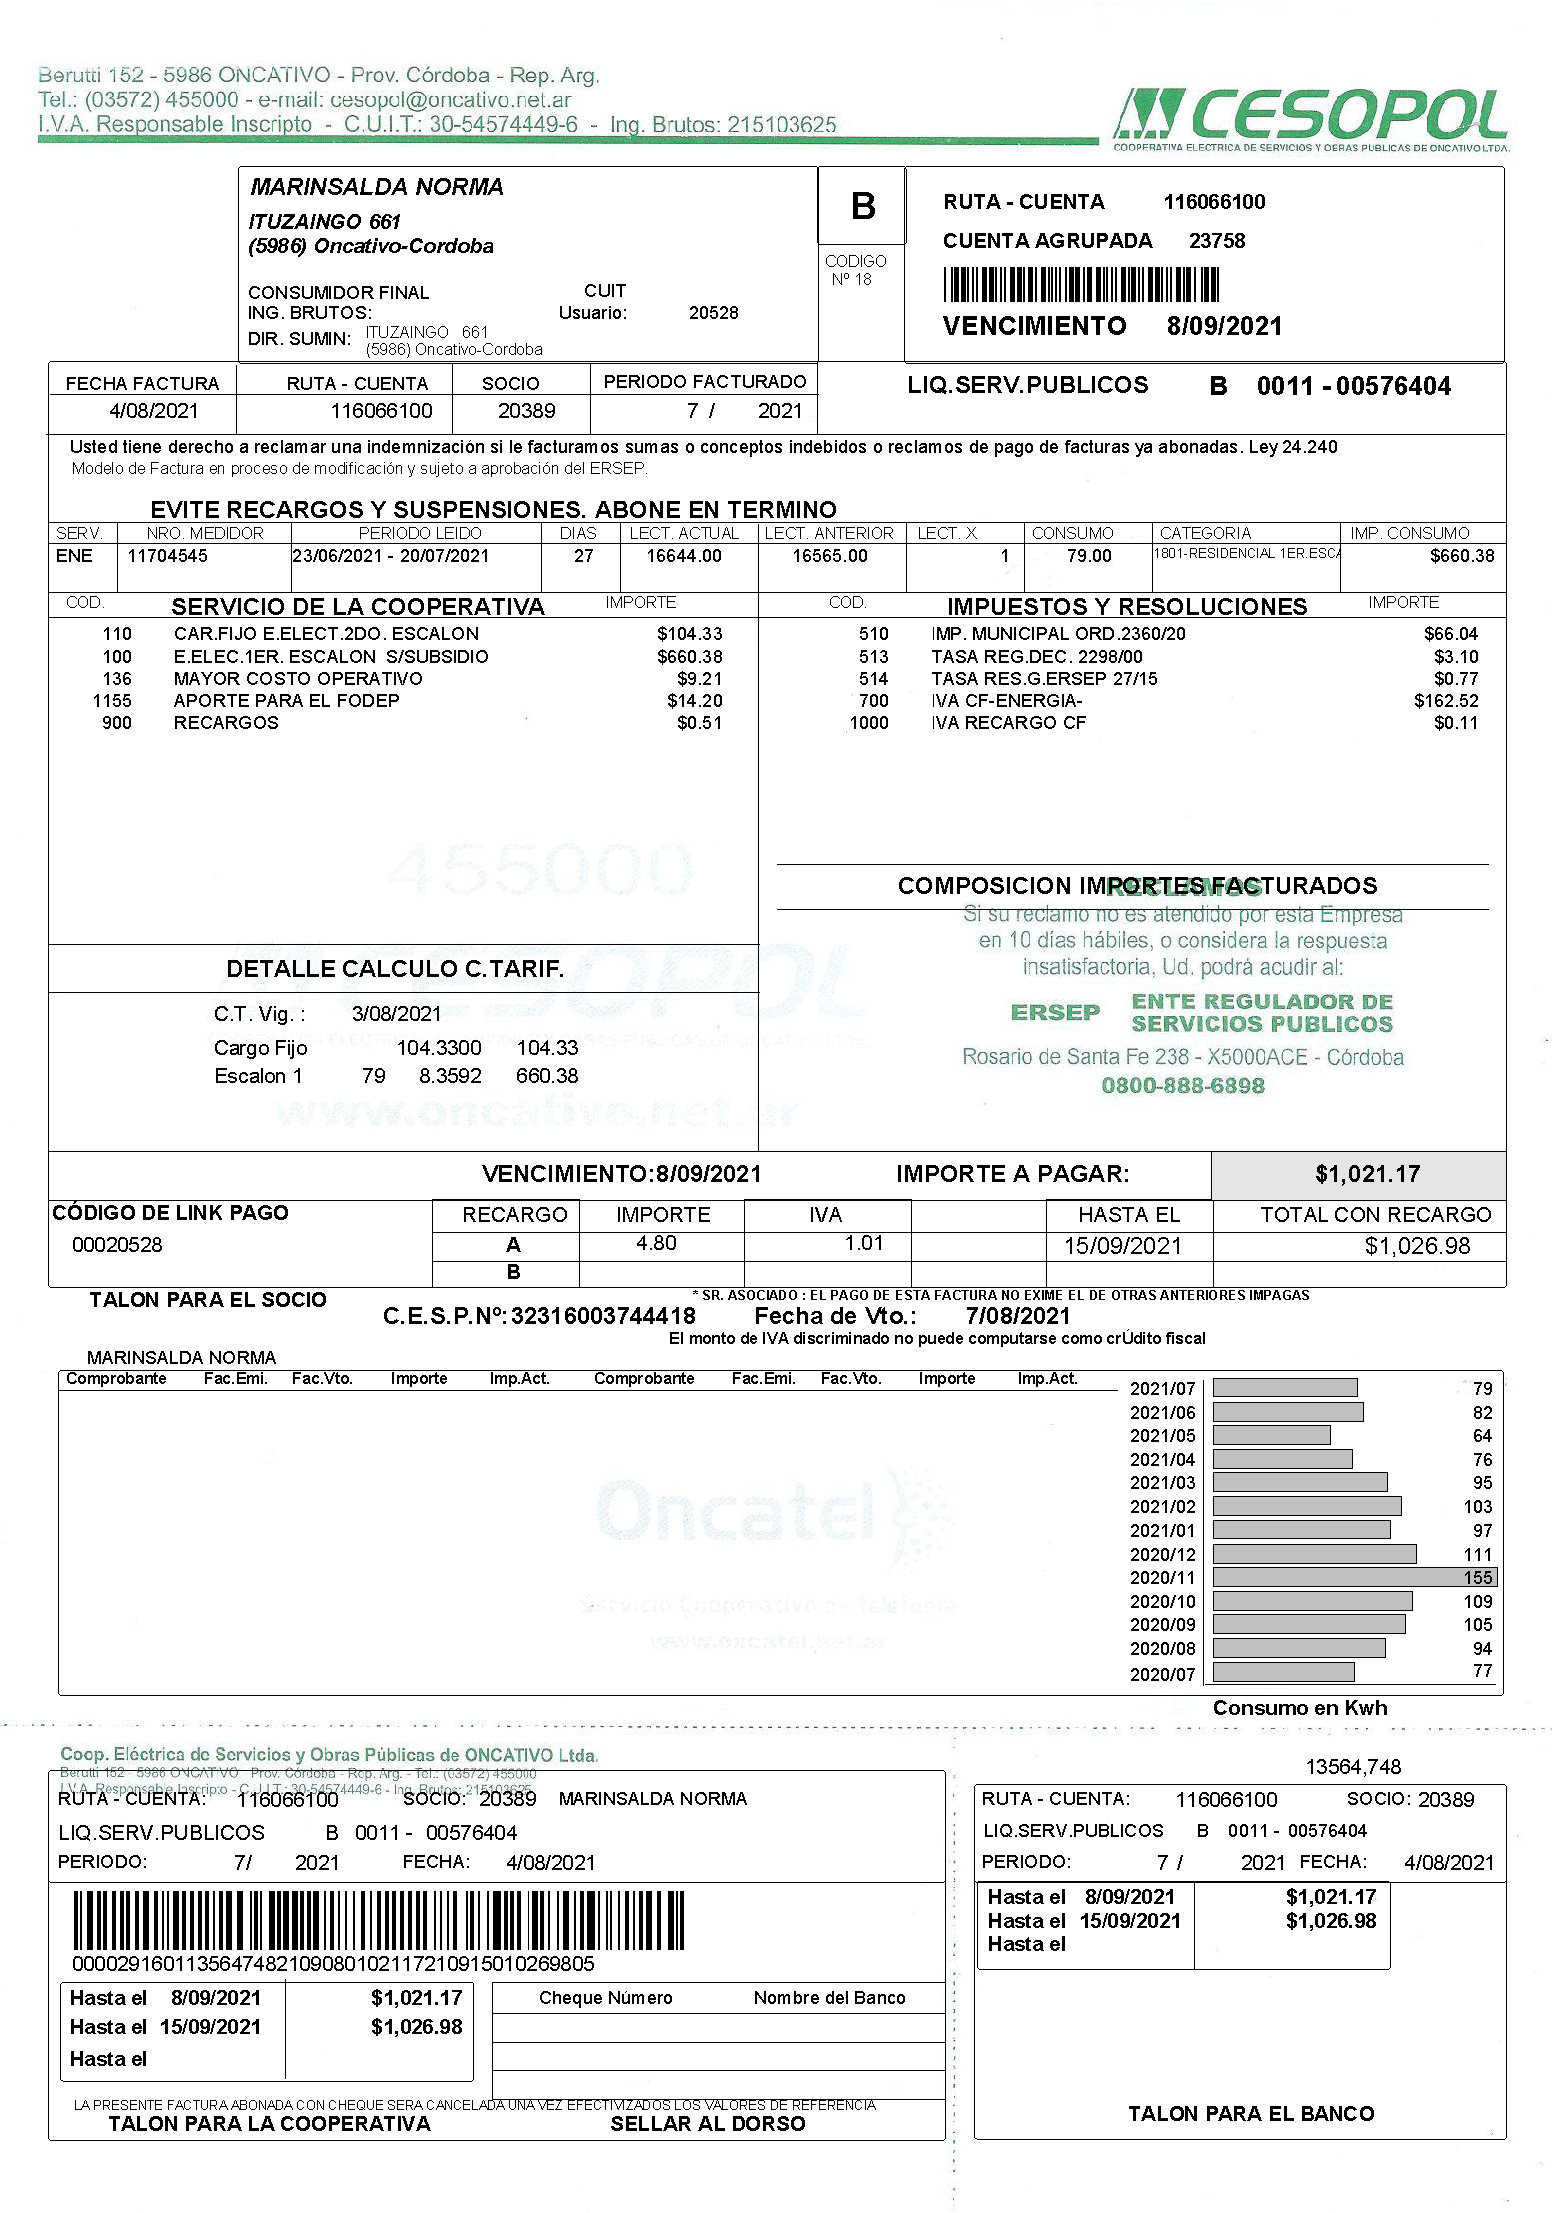 Berutti 152 - 5986 ONCATIVO - Prov. Córdoba - Rep. Arg.
Tel.: (03572) 455000 - e-mail: cesopol@oncativo.net.ar
I.V.A. Responsable Inscripto - C.U.I.T.: 30-54574449-6 - Ing. Brutos: 215103625
CESOPOL
COOPERATIVA ELECTRICA DE SERVICIOS Y OBRAS PUBLICAS DE ONCATIVO LTDA.
MARINSALDA NORMA
ITUZAINGO 661
(5986) Oncativo-Cordoba
CONSUMIDOR FINAL CUIT
ING. BRUTOS: Usuario: 20528
DIR. SUMIN: ITUZAINGO 661
(5986) Oncativo-Cordoba
B
CODIGO
Nº 18
RUTA - CUENTA 116066100
CUENTA AGRUPADA 23758
VENCIMIENTO 8/09/2021
FECHA FACTURA RUTA - CUENTA SOCIO PERIODO FACTURADO
4/08/2021 116066100 20389 7 / 2021
LIQ.SERV.PUBLICOS B 0011 - 00576404
Usted tiene derecho a reclamar una indemnización si le facturamos sumas o conceptos indebidos o reclamos de pago de facturas ya abonadas. Ley 24.240
Modelo de Factura en proceso de modificación y sujeto a aprobación del ERSEP.
EVITE RECARGOS Y SUSPENSIONES. ABONE EN TERMINO
SERV. NRO. MEDIDOR PERIODO LEIDO DIAS LECT. ACTUAL LECT. ANTERIOR LECT. X CONSUMO CATEGORIA IMP. CONSUMO
ENE 11704545 23/06/2021 - 20/07/2021 27 16644.00 16565.00 1 79.00 1801-RESIDENCIAL 1ER.ESCA $660.38
COD. SERVICIO DE LA COOPERATIVA IMPORTE
110 CAR.FIJO E.ELECT.2DO. ESCALON $104.33
100 E.ELEC.1ER. ESCALON S/SUBSIDIO $660.38
136 MAYOR COSTO OPERATIVO $9.21
1155 APORTE PARA EL FODEP $14.20
900 RECARGOS $0.51
COD. IMPUESTOS Y RESOLUCIONES IMPORTE
510 IMP. MUNICIPAL ORD.2360/20 $66.04
513 TASA REG.DEC. 2298/00 $3.10
514 TASA RES.G.ERSEP 27/15 $0.77
700 IVA CF-ENERGIA- $162.52
1000 IVA RECARGO CF $0.11
455000
CESOPOL
www.oncativo.net.ar
DETALLE CALCULO C.TARIF.
C.T. Vig. : 3/08/2021
Cargo Fijo 104.3300 104.33
Escalon 1 79 8.3592 660.38
COMPOSICION IMPORTES FACTURADOS
RECLAMOS
Si su reclamo no es atendido por esta Empresa
en 10 días hábiles, o considera la respuesta
insatisfactoria, Ud. podrá acudir al:
ERSEP ENTE REGULADOR DE
SERVICIOS PUBLICOS
Rosario de Santa Fe 238 - X5000ACE - Córdoba
0800-888-6898
VENCIMIENTO:8/09/2021 IMPORTE A PAGAR: $1,021.17
CÓDIGO DE LINK PAGO RECARGO IMPORTE IVA HASTA EL TOTAL CON RECARGO
00020528 A 4.80 1.01 15/09/2021 $1,026.98
B
TALON PARA EL SOCIO
* SR. ASOCIADO : EL PAGO DE ESTA FACTURA NO EXIME EL DE OTRAS ANTERIORES IMPAGAS
C.E.S.P.Nº: 32316003744418 Fecha de Vto.: 7/08/2021
El monto de IVA discriminado no puede computarse como crÚdito fiscal
MARINSALDA NORMA
Comprobante Fac.Emi. Fac.Vto. Importe Imp.Act. Comprobante Fac.Emi. Fac.Vto. Importe Imp.Act.
2021/07 79
2021/06 82
2021/05 64
2021/04 76
2021/03 95
2021/02 103
2021/01 97
2020/12 111
2020/11 155
2020/10 109
2020/09 105
2020/08 94
2020/07 77
Consumo en Kwh
Oncatel
Servicio Cooperativo de Telefonía
www.oncatel.net.ar
Coop. Eléctrica de Servicios y Obras Públicas de ONCATIVO Ltda.
Berutti 152 - 5986 ONCATIVO - Prov. Córdoba - Rep. Arg. - Tel.: (03572) 455000
I.V.A. Responsable Inscripto - C.U.I.T.: 30-54574449-6 - Ing. Brutos: 215103625
RUTA - CUENTA: 116066100 SOCIO: 20389 MARINSALDA NORMA
LIQ.SERV.PUBLICOS B 0011 - 00576404
PERIODO: 7/ 2021 FECHA: 4/08/2021
00002916011356474821090801021172109150102​69805
Hasta el 8/09/2021 $1,021.17
Hasta el 15/09/2021 $1,026.98
Hasta el
Cheque Número Nombre del Banco
LA PRESENTE FACTURA ABONADA CON CHEQUE SERA CANCELADA UNA VEZ EFECTIVIZADOS LOS VALORES DE REFERENCIA
TALON PARA LA COOPERATIVA SELLAR AL DORSO
13564,748
RUTA - CUENTA: 116066100 SOCIO: 20389
LIQ.SERV.PUBLICOS B 0011 - 00576404
PERIODO: 7 / 2021 FECHA: 4/08/2021
Hasta el 8/09/2021 $1,021.17
Hasta el 15/09/2021 $1,026.98
Hasta el
TALON PARA EL BANCO